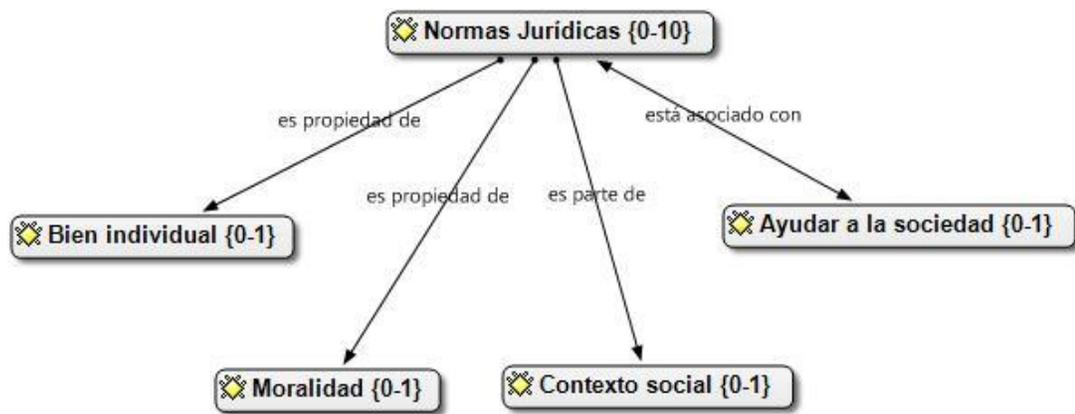 Normas Jurídicas {0-10}
es propiedad de
está asociado con
es propiedad de
es parte de
Bien individual {0-1}
Ayudar a la sociedad {0-1}
Moralidad {0-1}
Contexto social {0-1}